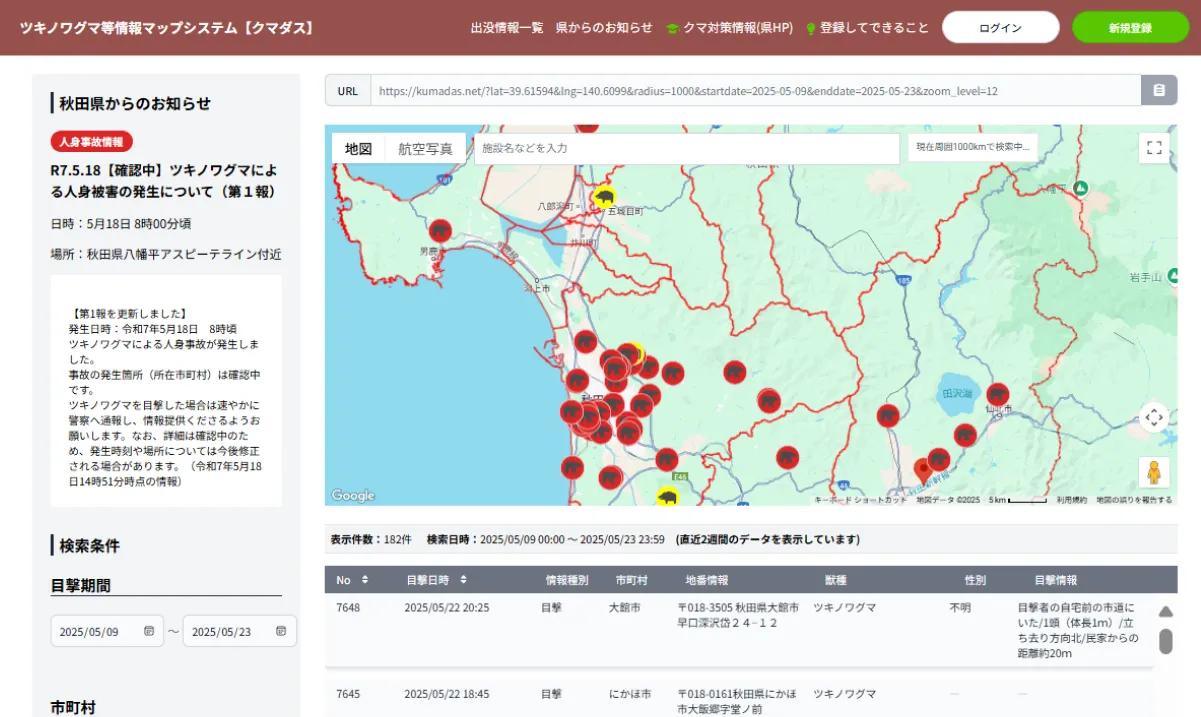 ツキノワグマ等情報マップシステム【クマダス】
出没情報一覧 県からのお知らせ クマ対策情報(県HP) 登録してできること ログイン 新規登録
秋田県からのお知らせ
人身事故情報
R7.5.18【確認中】ツキノワグマによ
る人身被害の発生について（第１報）
日時：5月18日 8時00分頃
場所：秋田県八幡平アスピーテライン付近
【第1報を更新しました】
発生日時：令和7年5月18日　8時頃
ツキノワグマによる人身事故が発生しま
した。
事故の発生箇所（所在市町村）は確認中
です。
ツキノワグマを目撃した場合は速やかに
警察へ通報し、情報提供くださるようお
願いします。なお、詳細は確認中のた
め、発生時刻や場所については今後修正
される場合があります。（令和7年5月18
日14時51分時点の情報）
検索条件
目撃期間
2025/05/09 ～ 2025/05/23
市町村
URL https://kumadas.net/?lat=39.61594&lng=140.6099&radius=1000&startdate=2025-05-09&enddate=2025-05-23&zoom_level=12
地図 航空写真 施設名などを入力 現在周囲1000kmで検索中...
八郎潟町
五城目町
井川町
岩手山
田沢湖
仙北市
Google
キーボード ショートカット 地図データ ©2025 5 km 利用規約 地図の誤りを報告する
表示件数：182件 検索日時：2025/05/09 00:00 ～ 2025/05/23 23:59 (直近2週間のデータを表示しています)
No 目撃日時 情報種別 市町村 地番情報 獣種 性別 目撃情報
7648 2025/05/22 20:25 目撃 大館市 〒018-3505 秋田県大館市 ツキノワグマ 不明 目撃者の自宅前の市道に
早口深沢岱２４−１２ いた/1頭（体長1m）/立
ち去り方向北/民家からの
距離約20m
7645 2025/05/22 18:45 目撃 にかほ市 〒018-0161秋田県にかほ ツキノワグマ — —
市大飯郷字堂ノ前